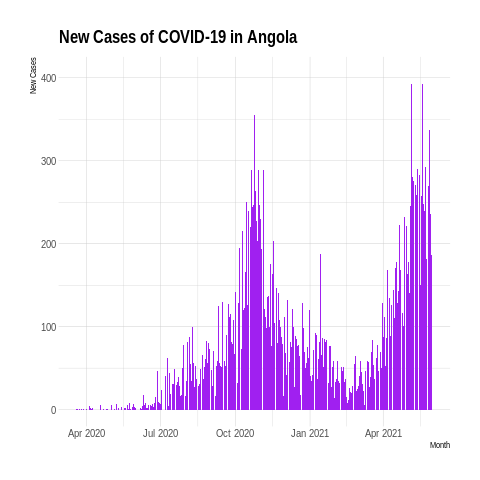 New Cases of COVID-19 in Angola
New Cases
400
300
200
100
0
Apr 2020 Jul 2020 Oct 2020 Jan 2021 Apr 2021
Month